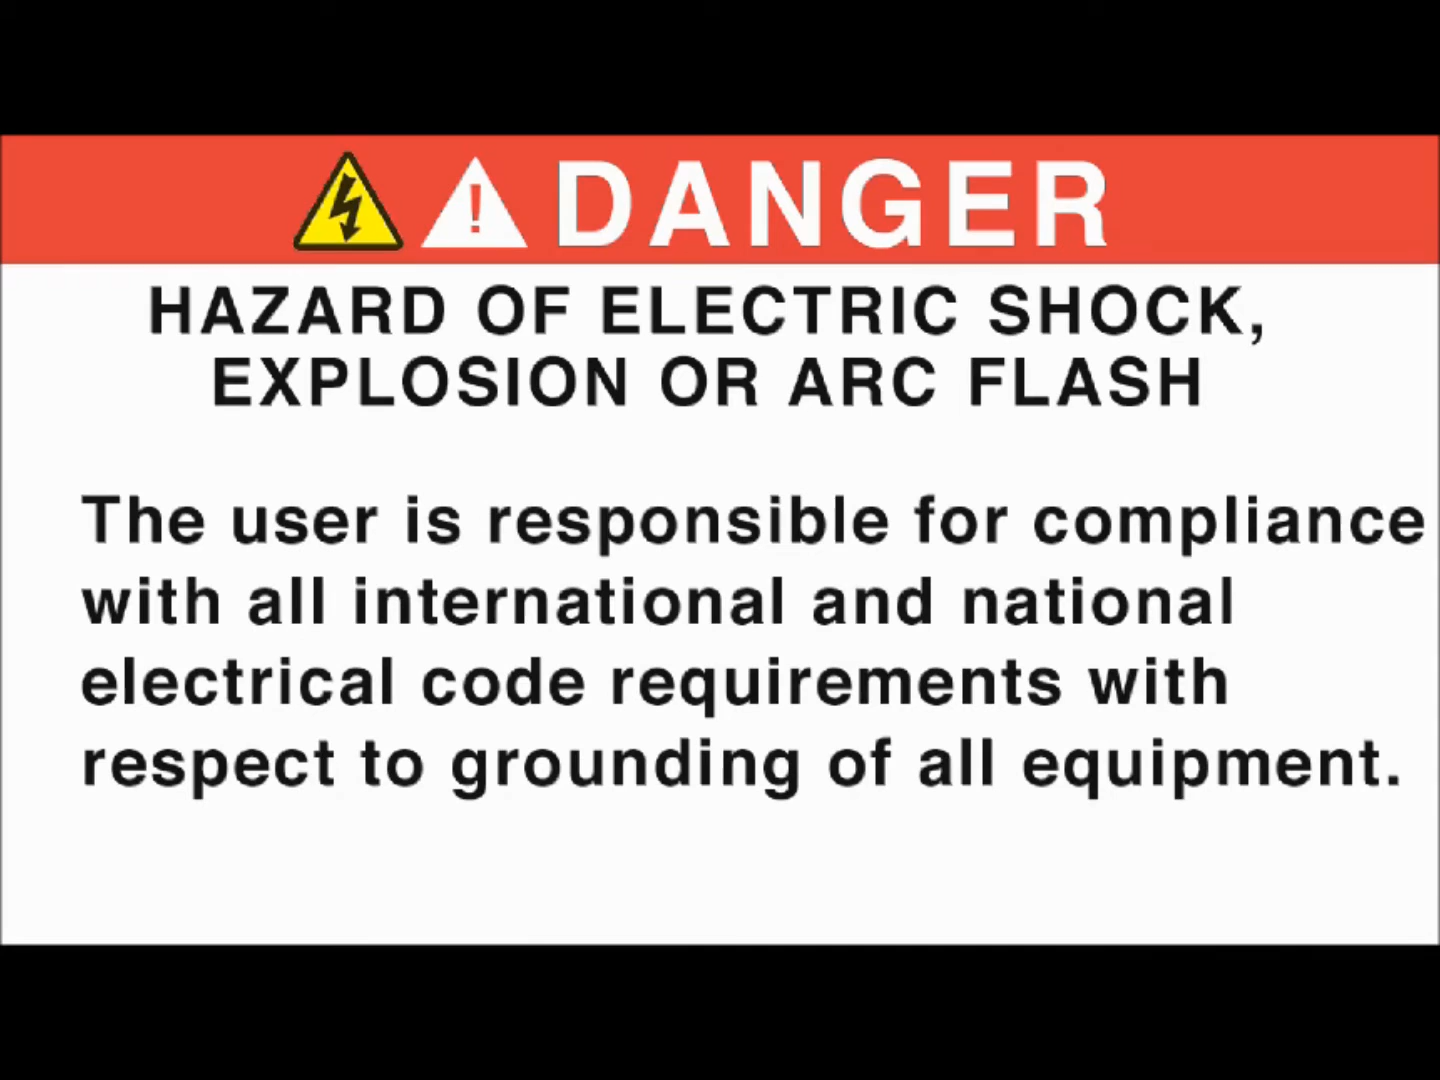 DANGER
HAZARD OF ELECTRIC SHOCK,
EXPLOSION OR ARC FLASH
The user is responsible for compliance
with all international and national
electrical code requirements with
respect to grounding of all equipment.